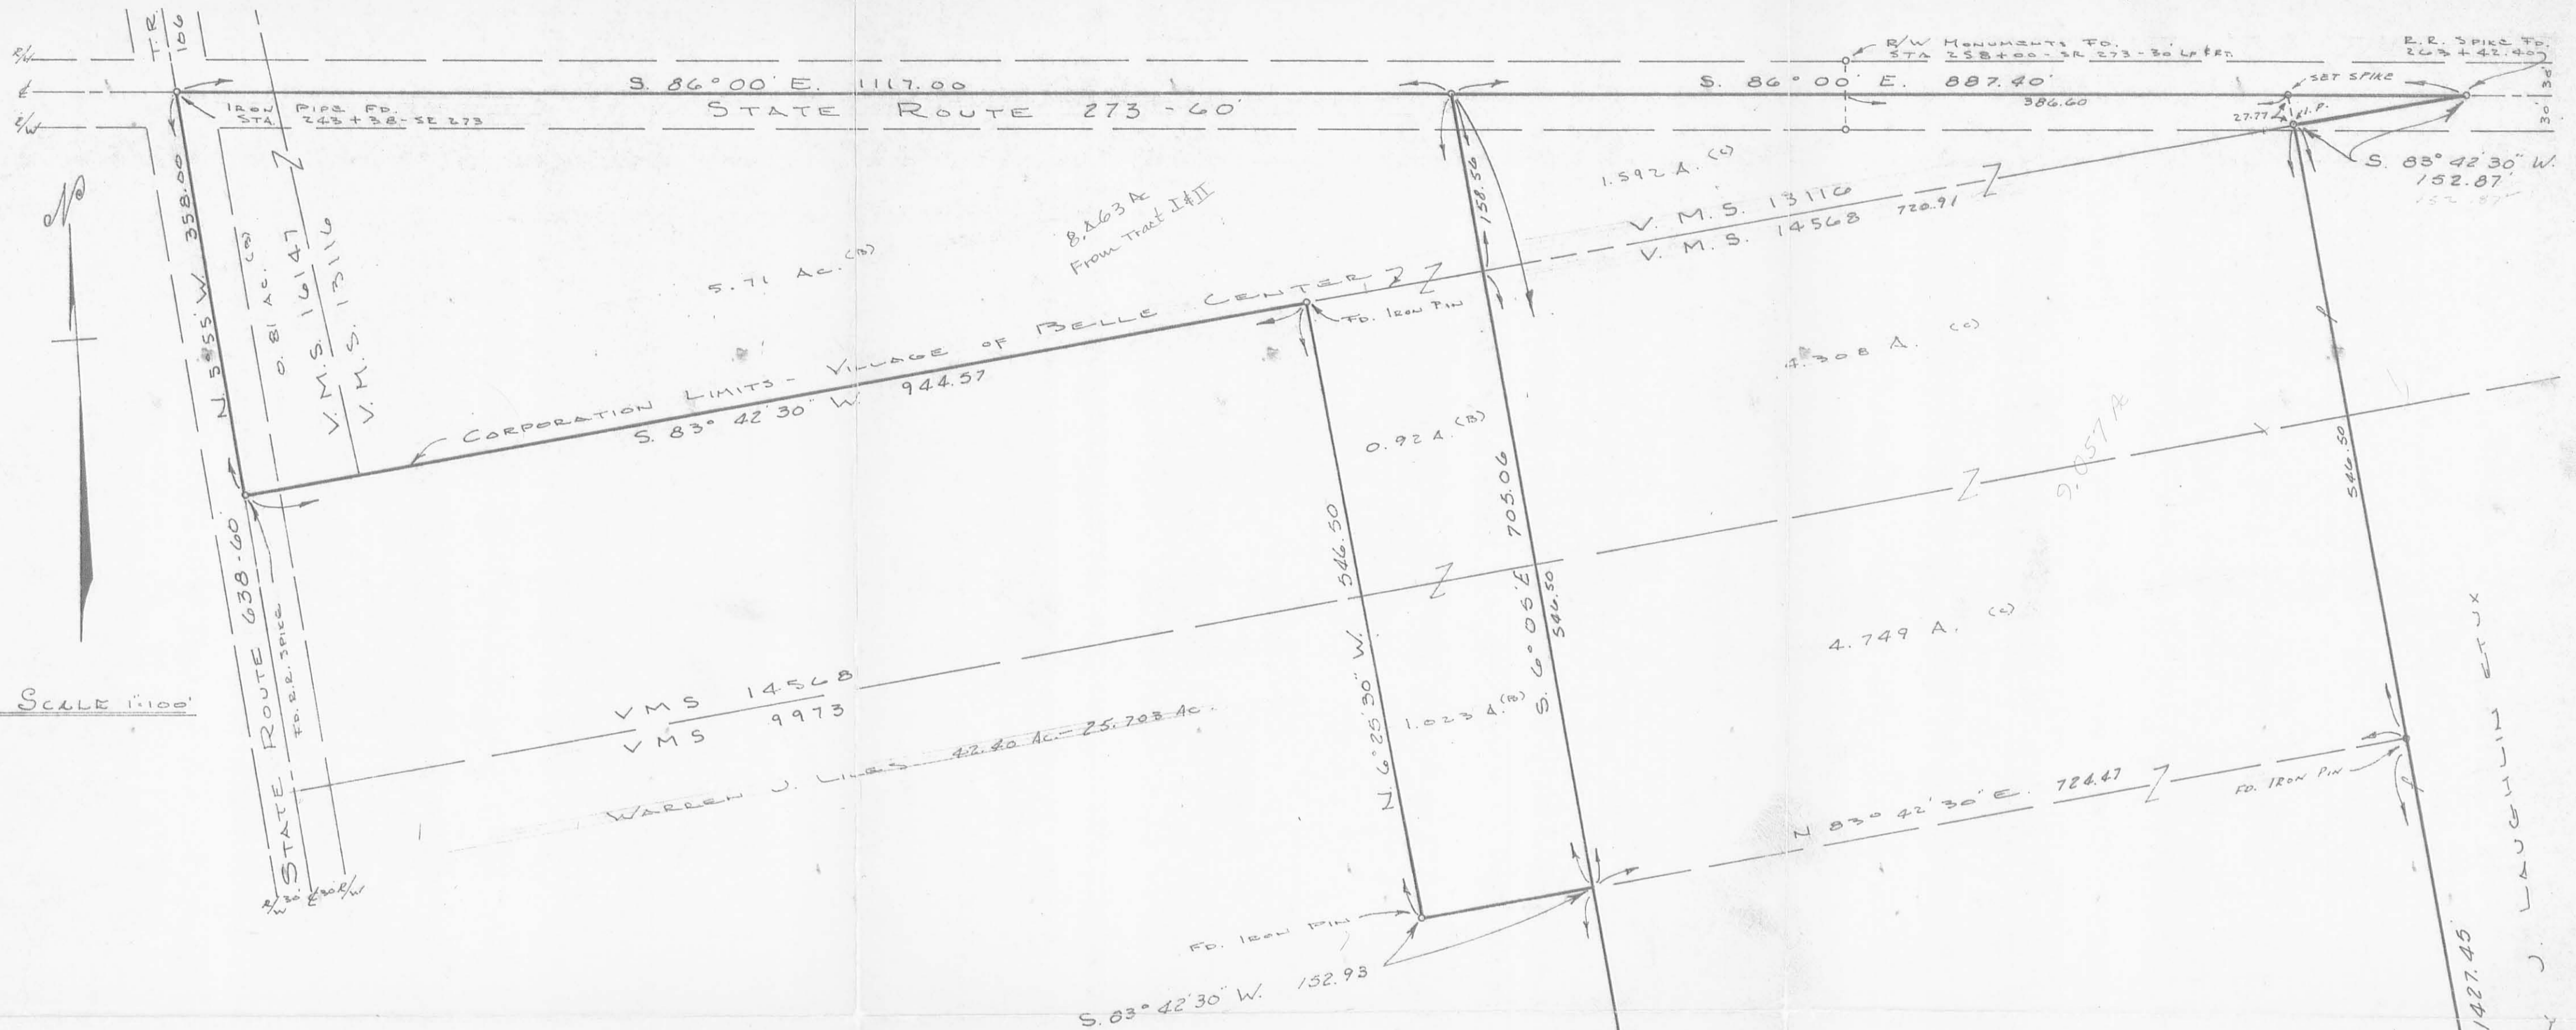 T.R.
106
R/W
R/W MONUMENTS FD.
STA 258+00 - SR 273 - 30 LT & RT.
R.R. SPIKE FD.
263+42.40
S. 86° 00' E. 1117.00
S. 86° 00' E. 887.40'
SET SPIKE
IRON PIPE FD.
STA. 243+38 - SR 273
STATE ROUTE 273 - 60'
386.60
R/W
27.77
I.P.
30' 30'
S. 83° 42' 30" W.
152.87'
152.87
N. 5° 55' W. 358.00
0.81 AC. (B)
V.M.S. 16147
V.M.S. 13116
N
158.56
1.592 A. (C)
V.M.S. 13116
V.M.S. 14568
720.91
8.463 Ac
From Tract I & II
5.71 Ac. (B)
FD. IRON PIN
CORPORATION LIMITS - VILLAGE OF BELLE CENTER
S. 83° 42' 30" W. 944.57
4.308 A. (C)
0.92 A. (B)
9.057 A
546.50
705.06
S. 6° 05' E
546.50
546.50
N. 6° 25' 30" W.
STATE ROUTE 638 - 60'
FD. R.R. SPIKE
4.749 A. (C)
SCALE 1"=100'
VMS 14568
VMS 9973
1.023 A. (B)
WARREN J. LILES 42.40 Ac. - 25.703 Ac.
N 83° 42' 30" E. 724.47
FD. IRON PIN
J. LAUGHLIN ETUX
R/W 30' 30' R/W
FD. IRON PIN
S. 83° 42' 30" W. 152.93
1427.45'